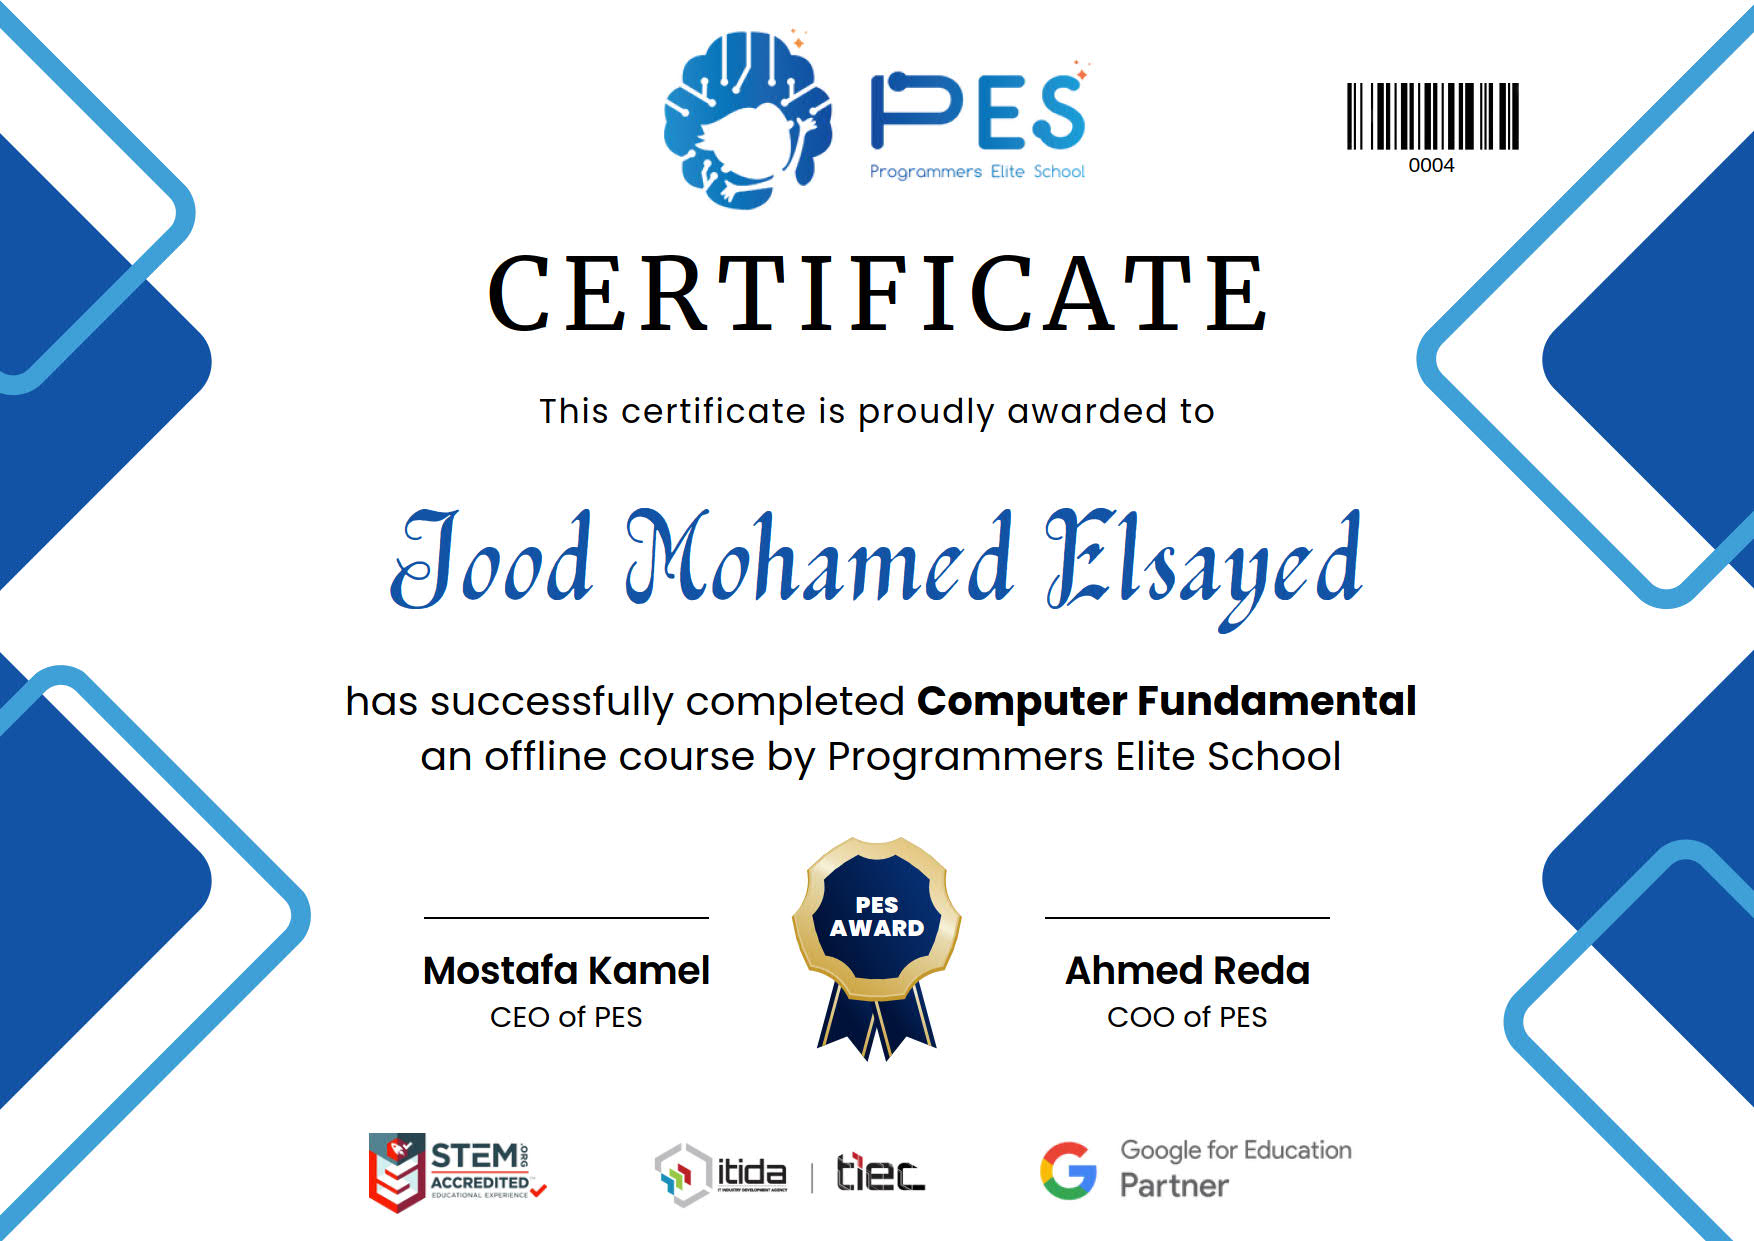 PES
Programmers Elite School
0004
CERTIFICATE
This certificate is proudly awarded to
Jood Mohamed Elsayed
has successfully completed Computer Fundamental
an offline course by Programmers Elite School
PES
AWARD
Mostafa Kamel
CEO of PES
Ahmed Reda
COO of PES
STEM.ORG
ACCREDITED
EDUCATIONAL EXPERIENCE
itida
IT INDUSTRY DEVELOPMENT AGENCY
tiec
Google for Education
Partner